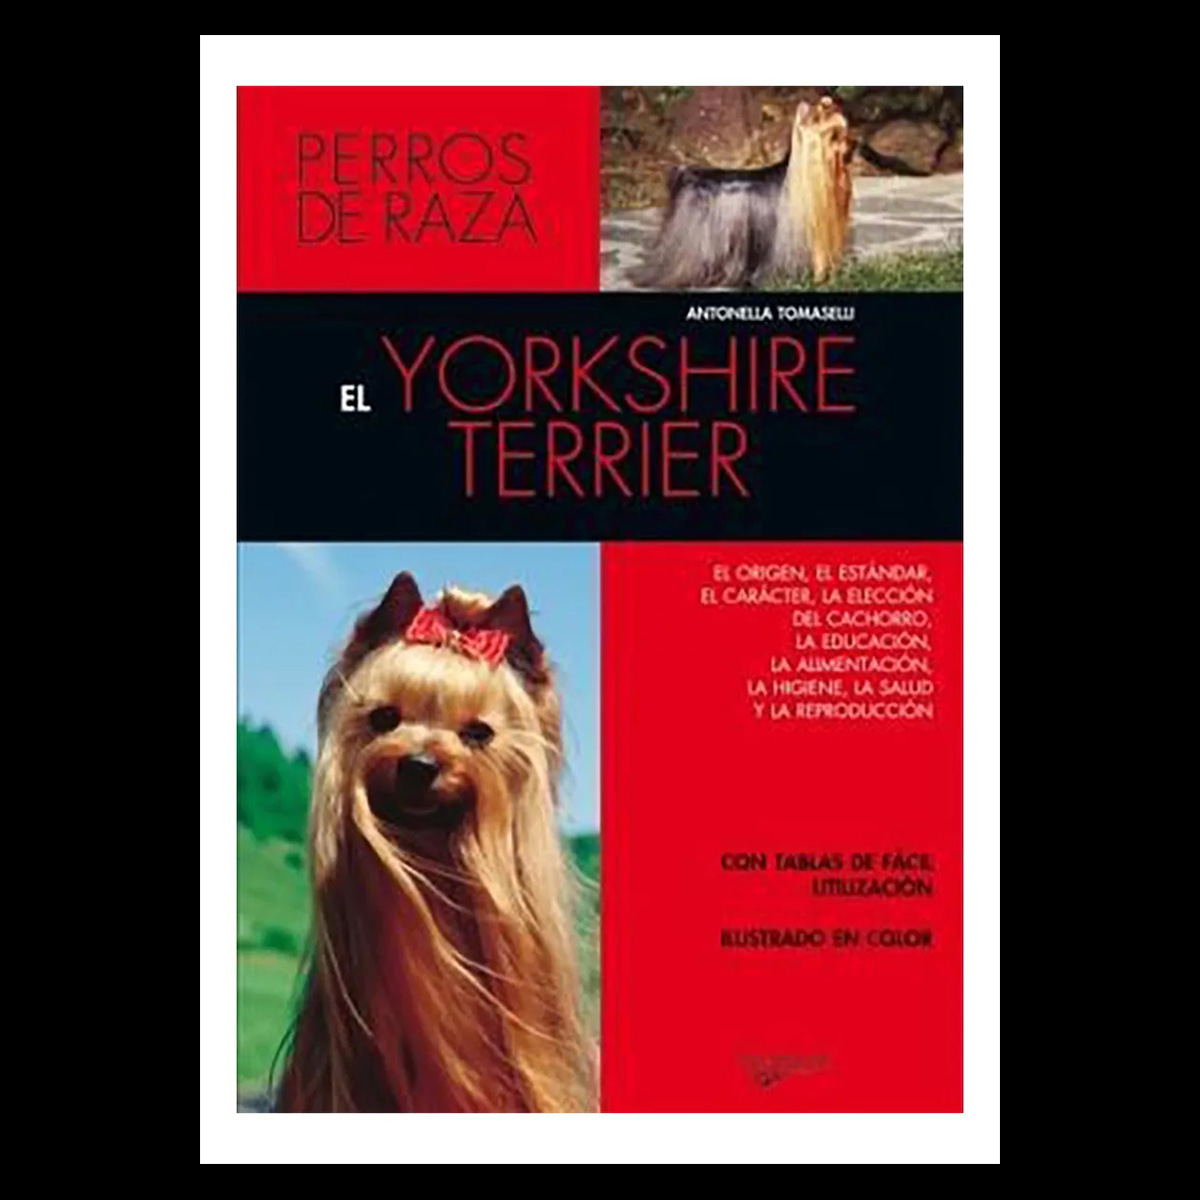 PERROS
DE RAZA
ANTONELLA TOMASELLI
EL YORKSHIRE
TERRIER
EL ORIGEN, EL ESTÁNDAR,
EL CARÁCTER, LA ELECCIÓN
DEL CACHORRO,
LA EDUCACIÓN,
LA ALIMENTACIÓN,
LA HIGIENE, LA SALUD
Y LA REPRODUCCIÓN
CON TABLAS DE FÁCIL
UTILIZACIÓN
ILUSTRADO EN COLOR